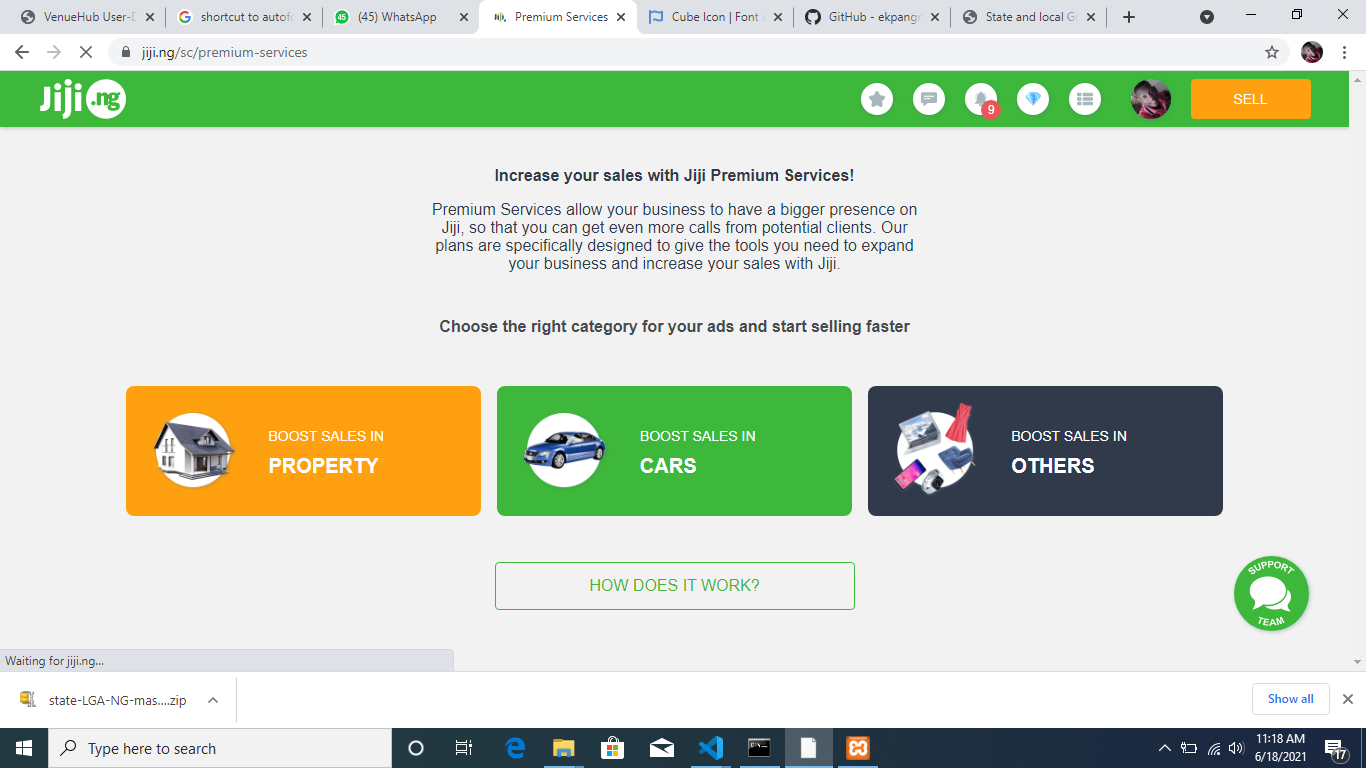 VenueHub User-D
shortcut to autofo
(45) WhatsApp
Premium Services
Cube Icon | Font A
GitHub - ekpangn
State and local Go
jiji.ng/sc/premium-services
Jiji .ng
9
SELL
Increase your sales with Jiji Premium Services!
Premium Services allow your business to have a bigger presence on
Jiji, so that you can get even more calls from potential clients. Our
plans are specifically designed to give the tools you need to expand
your business and increase your sales with Jiji.
Choose the right category for your ads and start selling faster
BOOST SALES IN
PROPERTY
BOOST SALES IN
CARS
BOOST SALES IN
OTHERS
HOW DOES IT WORK?
SUPPORT
TEAM
Waiting for jiji.ng...
state-LGA-NG-mas....zip
Show all
Type here to search
11:18 AM
6/18/2021
17